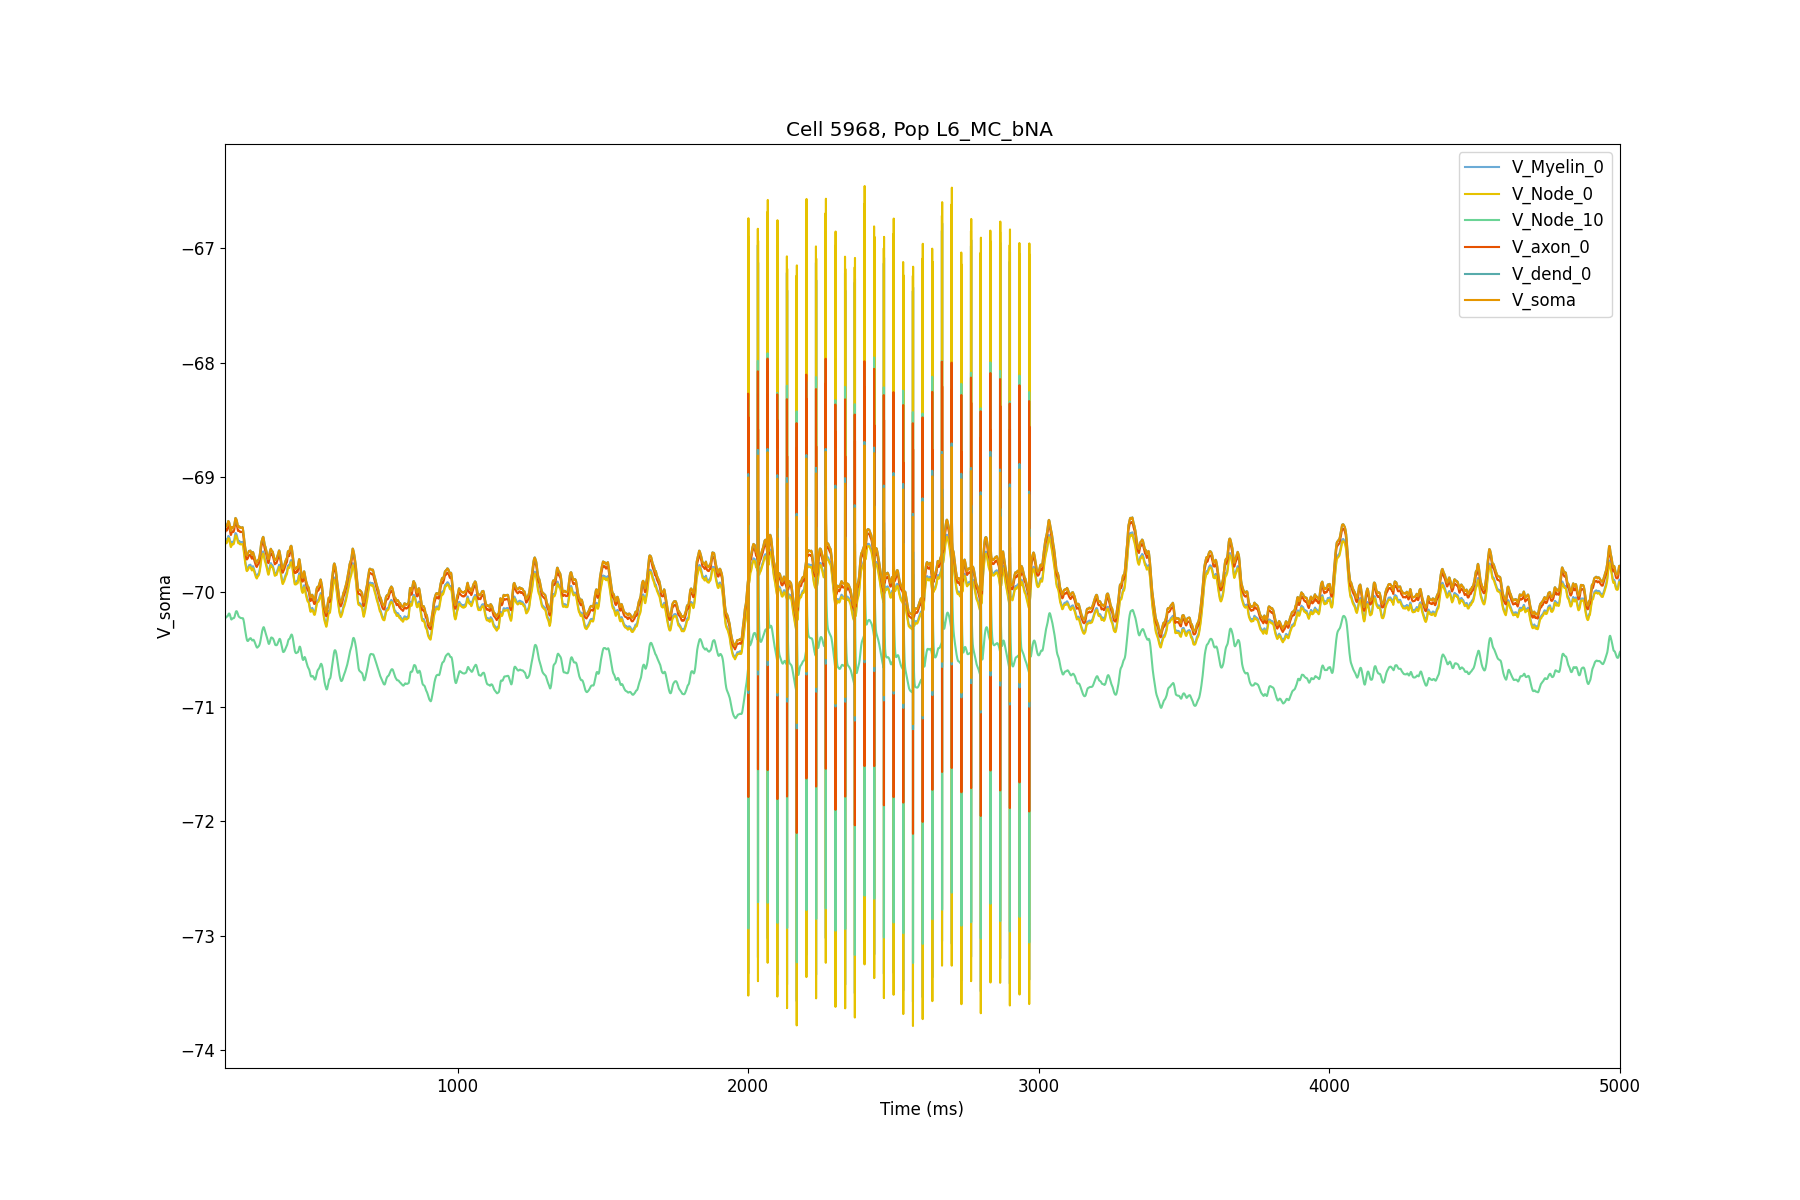 Cell 5968, Pop L6_MC_bNA
V_Myelin_0
V_Node_0
V_Node_10
V_axon_0
V_dend_0
V_soma
V_soma
−67
−68
−69
−70
−71
−72
−73
−74
1000
2000
3000
4000
5000
Time (ms)